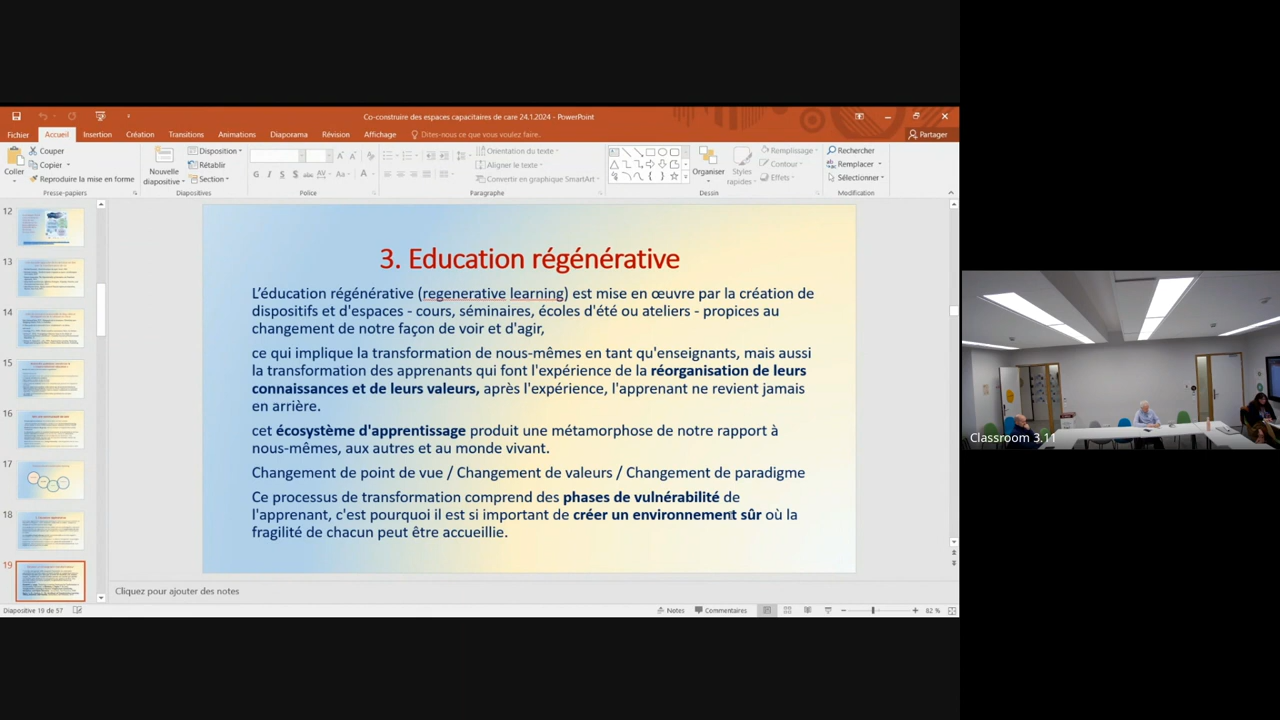 Co-construire des espaces capacitaires de care 24.1.2024 - PowerPoint
Fichier Accueil Insertion Création Transitions Animations Diaporama Révision Affichage Dites-nous ce que vous voulez faire. Partager
Couper
Copier
Reproduire la mise en forme
Coller
Presse-papiers
Nouvelle diapositive
Disposition
Rétablir
Section
Diapositives
G I S S abc AV Aa A
Police
Orientation du texte
Aligner le texte
Convertir en graphique SmartArt
Paragraphe
Organiser
Styles rapides
Remplissage
Contour
Effets
Dessin
Rechercher
Remplacer
Sélectionner
Modification
12
13
14
15
16
17
18
19
3. Education régénérative
L'éducation régénérative (regenerative learning) est mise en œuvre par la création de
dispositifs et d'espaces - cours, séminaires, écoles d'été ou ateliers - propices au
changement de notre façon de voir et d'agir,
ce qui implique la transformation de nous-mêmes en tant qu'enseignants, mais aussi
la transformation des apprenants qui font l'expérience de la réorganisation de leurs
connaissances et de leurs valeurs, après l'expérience, l'apprenant ne revient jamais
en arrière.
cet écosystème d'apprentissage produit une métamorphose de notre rapport à
nous-mêmes, aux autres et au monde vivant.
Changement de point de vue / Changement de valeurs / Changement de paradigme
Ce processus de transformation comprend des phases de vulnérabilité de
l'apprenant, c'est pourquoi il est si important de créer un environnement sûr où la
fragilité de chacun peut être accueillie.
Cliquez pour ajouter des notes
Diapositive 19 de 57
Notes Commentaires 82 %
Classroom 3.11